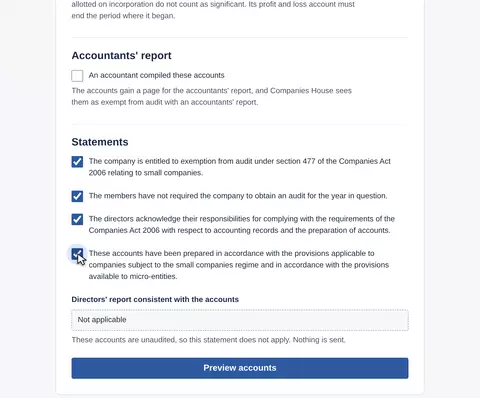 allotted on incorporation do not count as significant. Its profit and loss account must
end the period where it began.
Accountants' report
An accountant compiled these accounts
The accounts gain a page for the accountants' report, and Companies House sees
them as exempt from audit with an accountants' report.
Statements
The company is entitled to exemption from audit under section 477 of the Companies Act
2006 relating to small companies.
The members have not required the company to obtain an audit for the year in question.
The directors acknowledge their responsibilities for complying with the requirements of the
Companies Act 2006 with respect to accounting records and the preparation of accounts.
These accounts have been prepared in accordance with the provisions applicable to
companies subject to the small companies regime and in accordance with the provisions
available to micro-entities.
Directors' report consistent with the accounts
Not applicable
These accounts are unaudited, so this statement does not apply. Nothing is sent.
Preview accounts